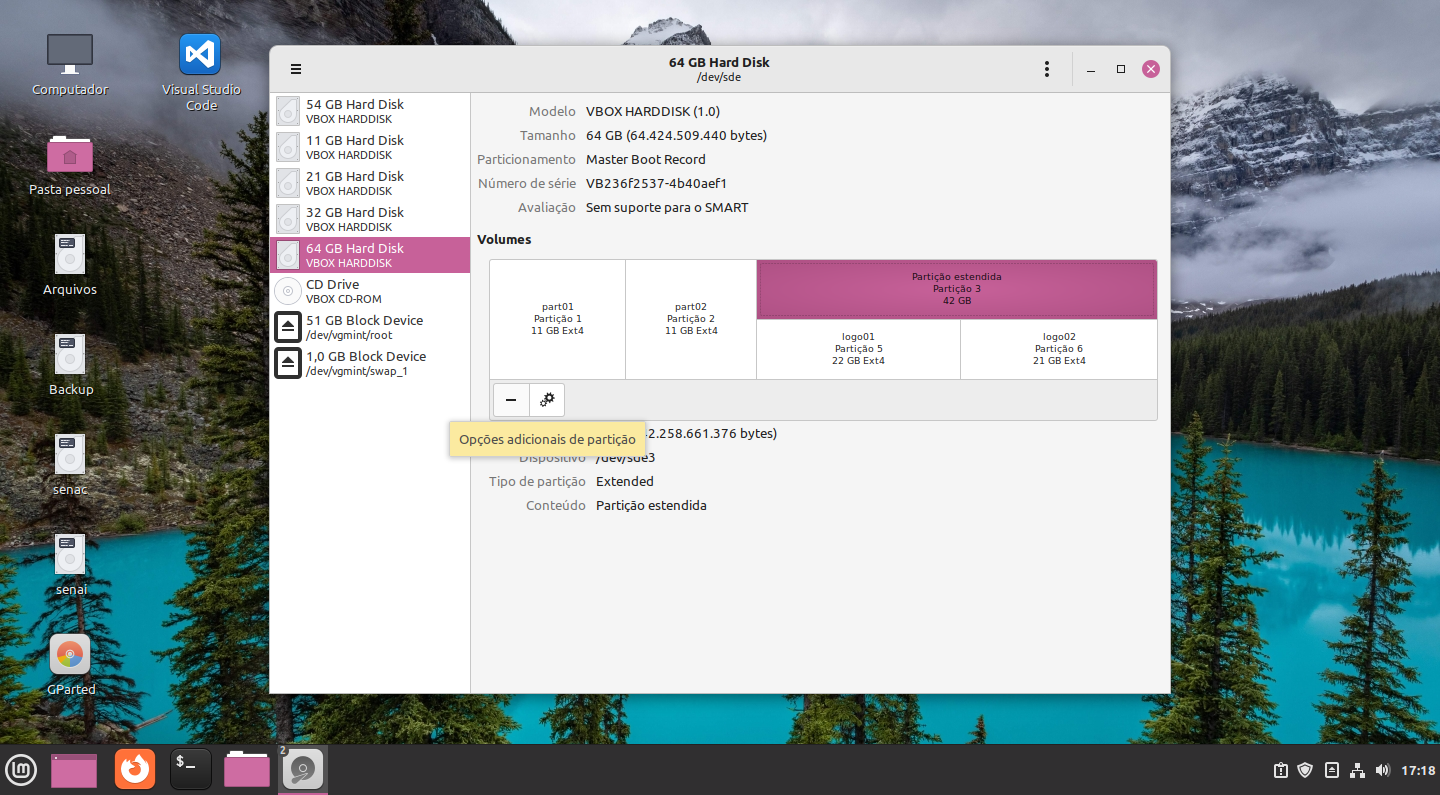 Computador
Visual Studio
Code
Pasta pessoal
Arquivos
Backup
senac
senai
GParted
64 GB Hard Disk
/dev/sde
54 GB Hard Disk
VBOX HARDDISK
11 GB Hard Disk
VBOX HARDDISK
21 GB Hard Disk
VBOX HARDDISK
32 GB Hard Disk
VBOX HARDDISK
64 GB Hard Disk
VBOX HARDDISK
CD Drive
VBOX CD-ROM
51 GB Block Device
/dev/vgmint/root
1,0 GB Block Device
/dev/vgmint/swap_1
Modelo VBOX HARDDISK (1.0)
Tamanho 64 GB (64.424.509.440 bytes)
Particionamento Master Boot Record
Número de série VB236f2537-4b40aef1
Avaliação Sem suporte para o SMART
Volumes
part01
Partição 1
11 GB Ext4
part02
Partição 2
11 GB Ext4
Partição estendida
Partição 3
42 GB
logo01
Partição 5
22 GB Ext4
logo02
Partição 6
21 GB Ext4
Opções adicionais de partição
2.258.661.376 bytes)
Dispositivo /dev/sde3
Tipo de partição Extended
Conteúdo Partição estendida
$_
2
17:18